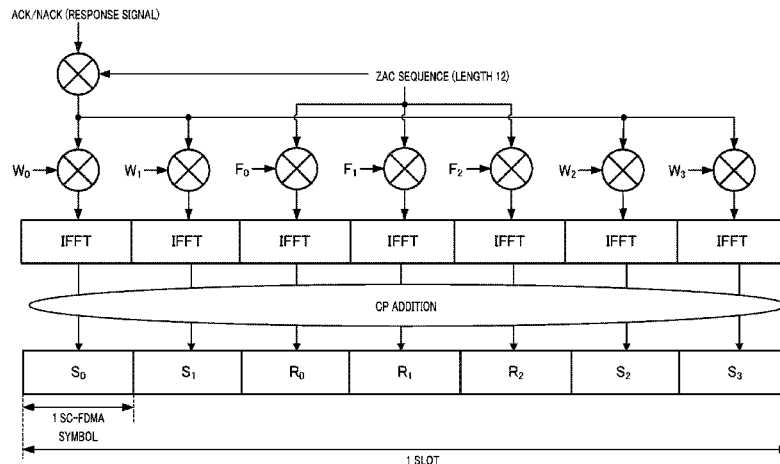 ACK/NACK (RESPONSE SIGNAL)
ZAC SEQUENCE (LENGTH 12)
W₀ W₁ F₀ F₁ F₂ W₂ W₃
IFFT IFFT IFFT IFFT IFFT IFFT IFFT
CP ADDITION
S₀ S₁ R₀ R₁ R₂ S₂ S₃
1 SC-FDMA
SYMBOL
1 SLOT